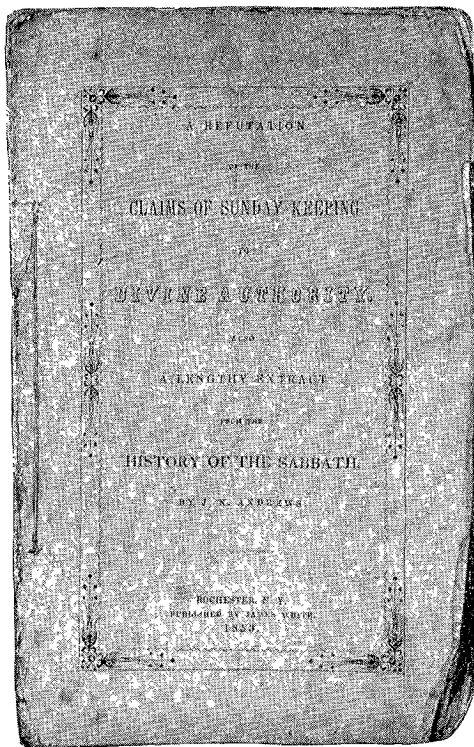 A REFUTATION
OF THE
CLAIMS OF SUNDAY-KEEPING
TO
DIVINE AUTHORITY.
ALSO
A LENGTHY EXTRACT
FROM THE
HISTORY OF THE SABBATH.
BY J. N. ANDREWS.
ROCHESTER, N. Y.
PUBLISHED BY JAMES WHITE.